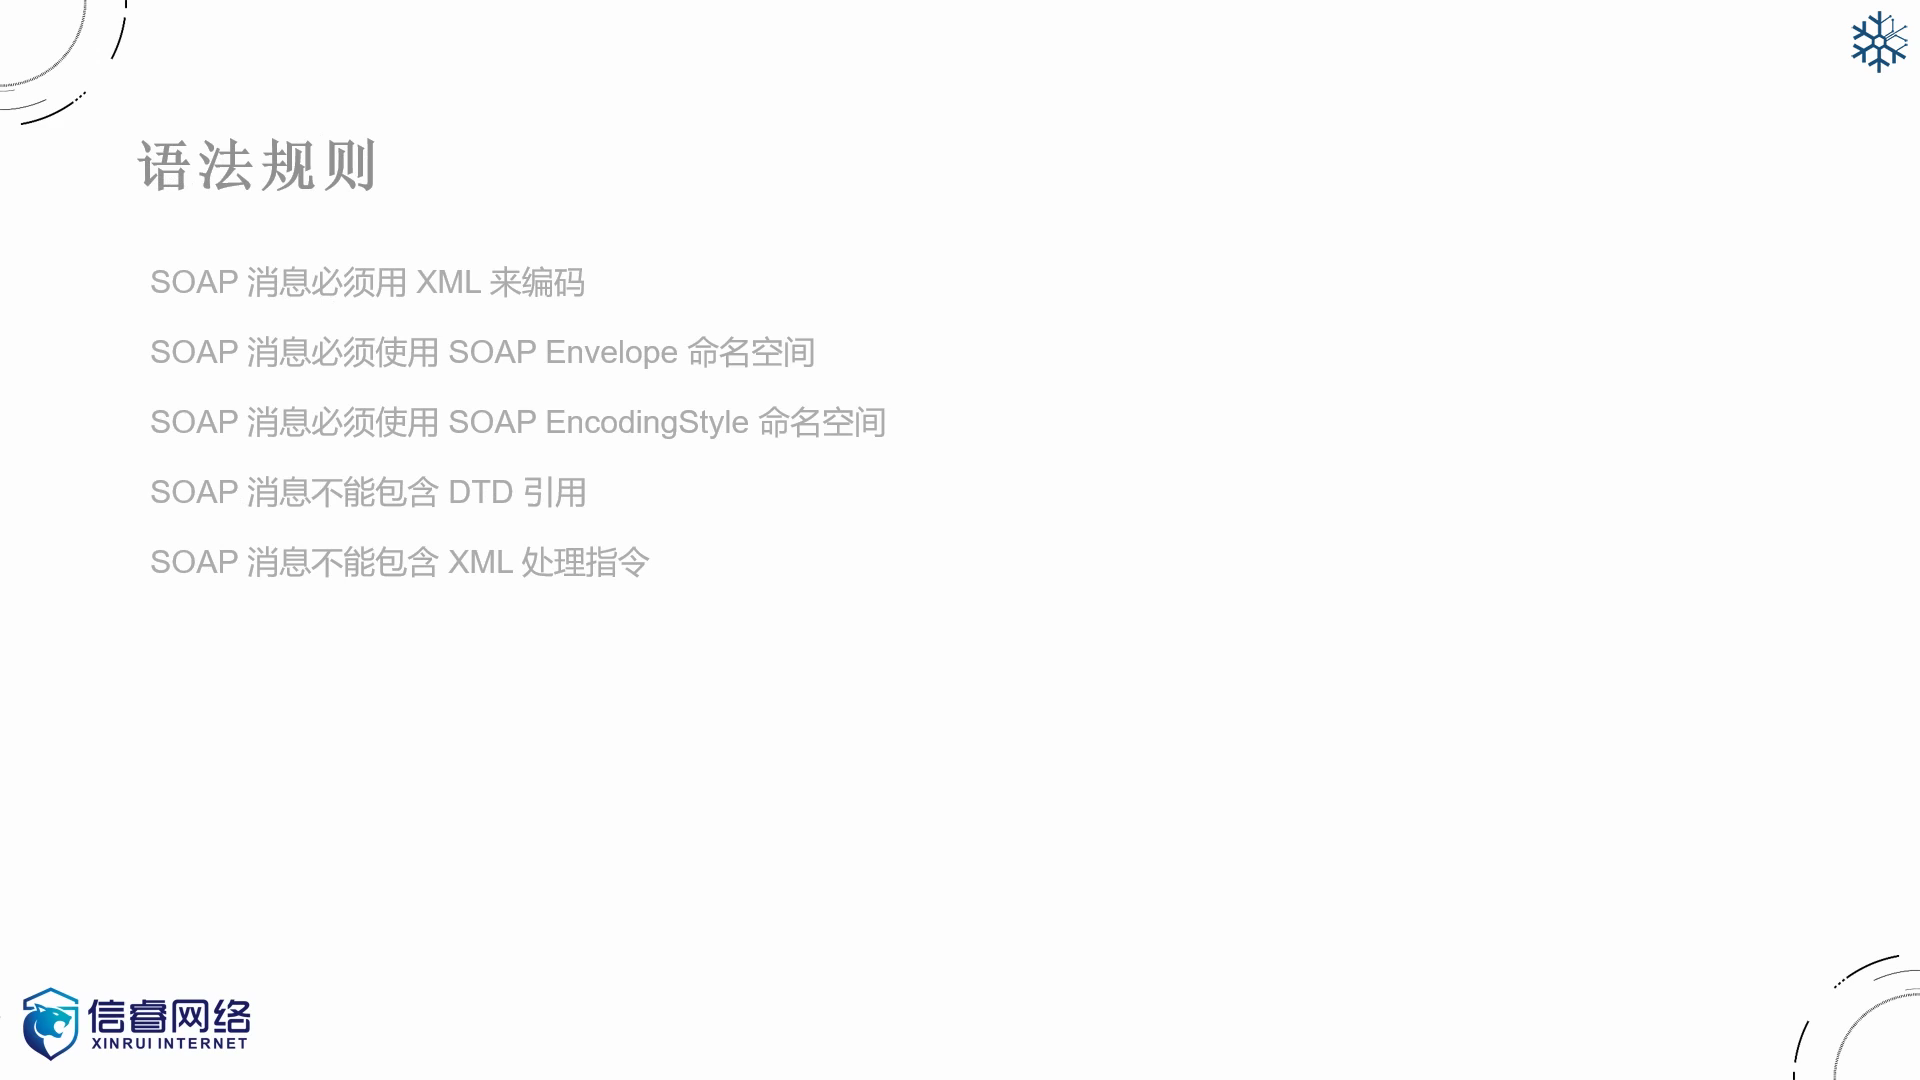 语法规则
SOAP 消息必须用 XML 来编码
SOAP 消息必须使用 SOAP Envelope 命名空间
SOAP 消息必须使用 SOAP EncodingStyle 命名空间
SOAP 消息不能包含 DTD 引用
SOAP 消息不能包含 XML 处理指令
信睿网络
XINRUI INTERNET